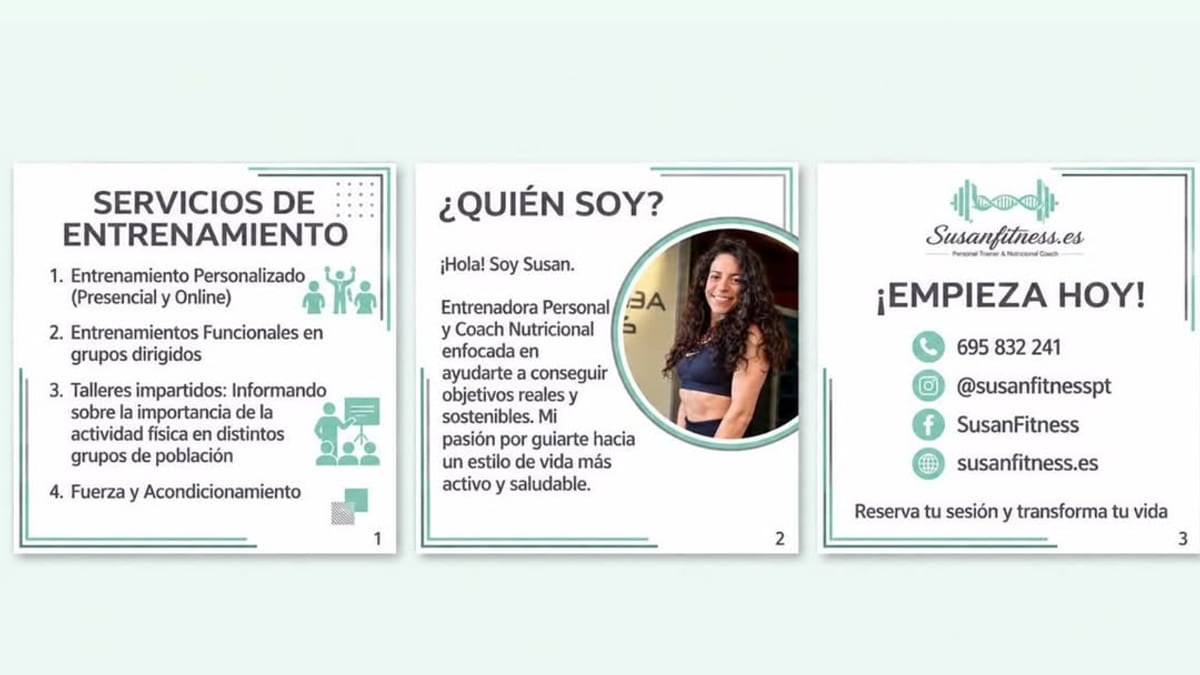 SERVICIOS DE
ENTRENAMIENTO
1. Entrenamiento Personalizado
(Presencial y Online)
2. Entrenamientos Funcionales en
grupos dirigidos
3. Talleres impartidos: Informando
sobre la importancia de la
actividad física en distintos
grupos de población
4. Fuerza y Acondicionamiento
1
¿QUIÉN SOY?
¡Hola! Soy Susan.
Entrenadora Personal
y Coach Nutricional
enfocada en
ayudarte a conseguir
objetivos reales y
sostenibles. Mi
pasión por guiarte hacia
un estilo de vida más
activo y saludable.
2
Susanfitness.es
Personal Trainer & Nutricional Coach
¡EMPIEZA HOY!
695 832 241
@susanfitnesspt
SusanFitness
susanfitness.es
Reserva tu sesión y transforma tu vida
3